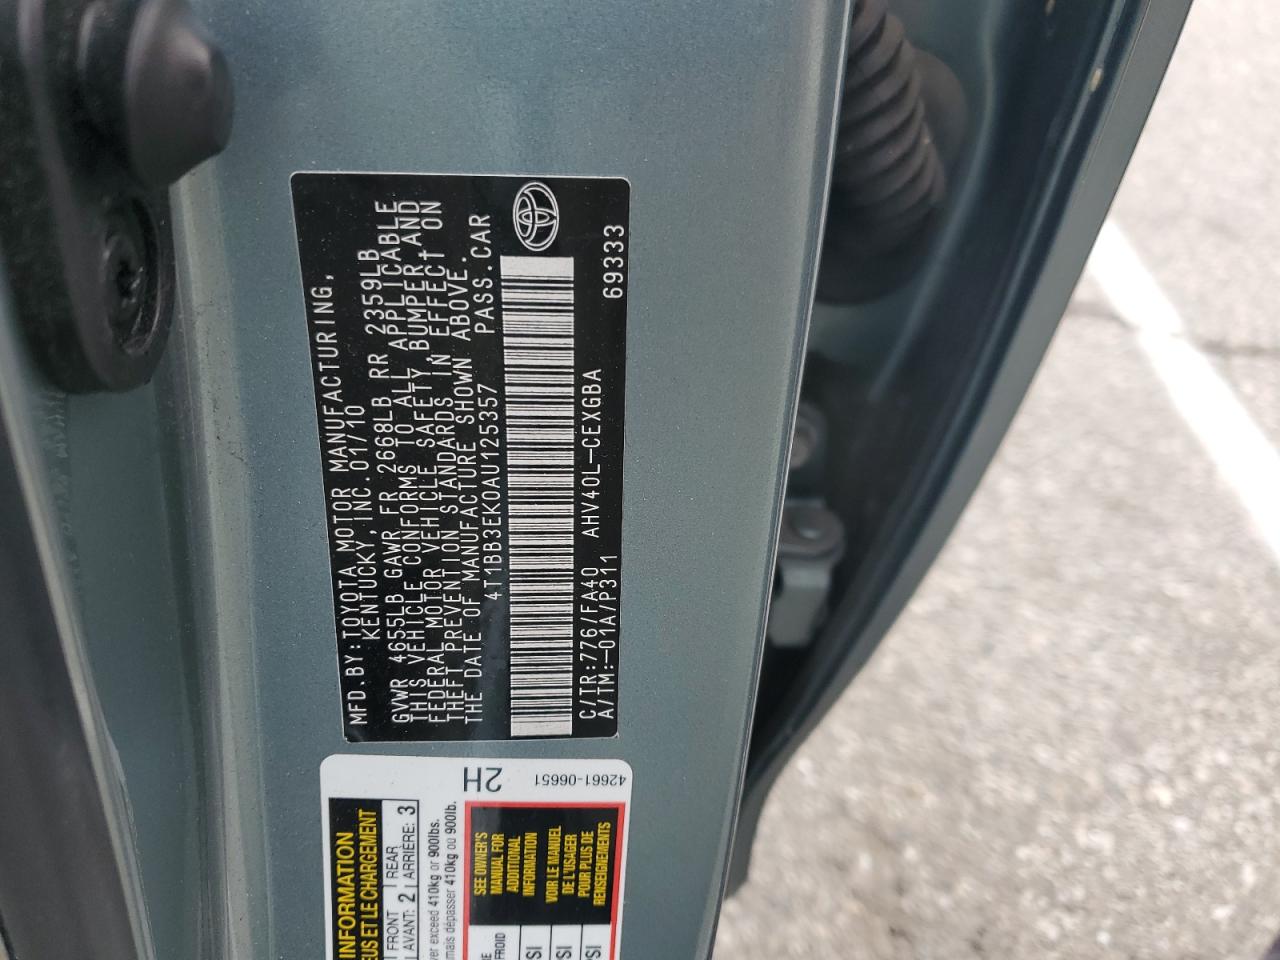 MFD.BY:TOYOTA MOTOR MANUFACTURING,
KENTUCKY,INC. 01/10
GVWR 4655LB GAWR FR 2668LB RR 2359LB
THIS VEHICLE CONFORMS TO ALL APPLICABLE
FEDERAL MOTOR VEHICLE SAFETY,BUMPER AND
THEFT PREVENTION STANDARDS IN EFFECT ON
THE DATE OF MANUFACTURE SHOWN ABOVE.
4T1BB3EK0AU125357 PASS.CAR
C/TR:776/FA40 AHV40L-CEXGBA
A/TM:-01A/P311 69333
2H
42661-06651
INFORMATION
EUS ET LE CHARGEMENT
FRONT REAR
AVANT: 2 ARRIÈRE: 3
exceed 410kg or 900lbs.
mais dépasser 410kg ou 900lb.
SEE OWNER'S
MANUAL FOR
ADDITIONAL
INFORMATION
VOIR LE MANUEL
DE L'USAGER
POUR PLUS DE
RENSEIGNEMENTS
FROID